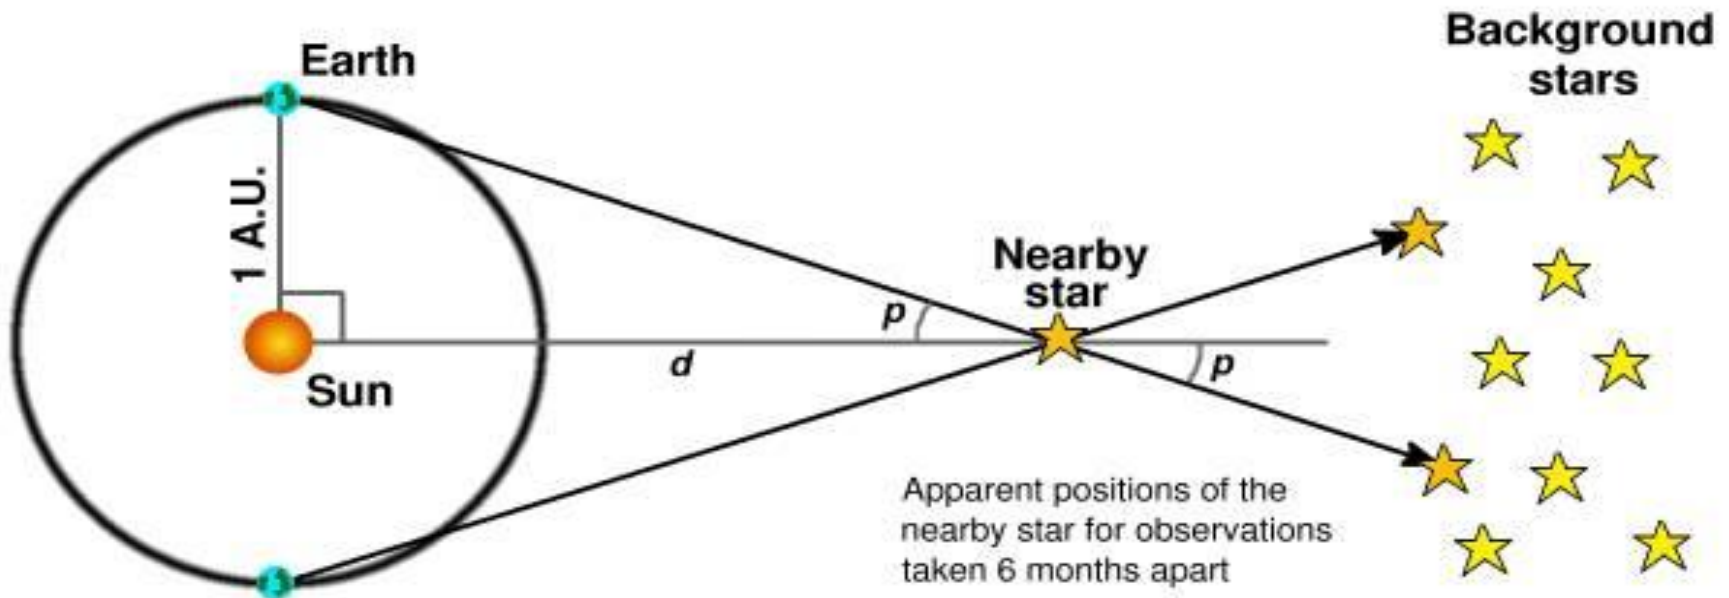 Earth
Background
stars
1 A.U.
Nearby
star
p
d
p
Sun
Apparent positions of the
nearby star for observations
taken 6 months apart